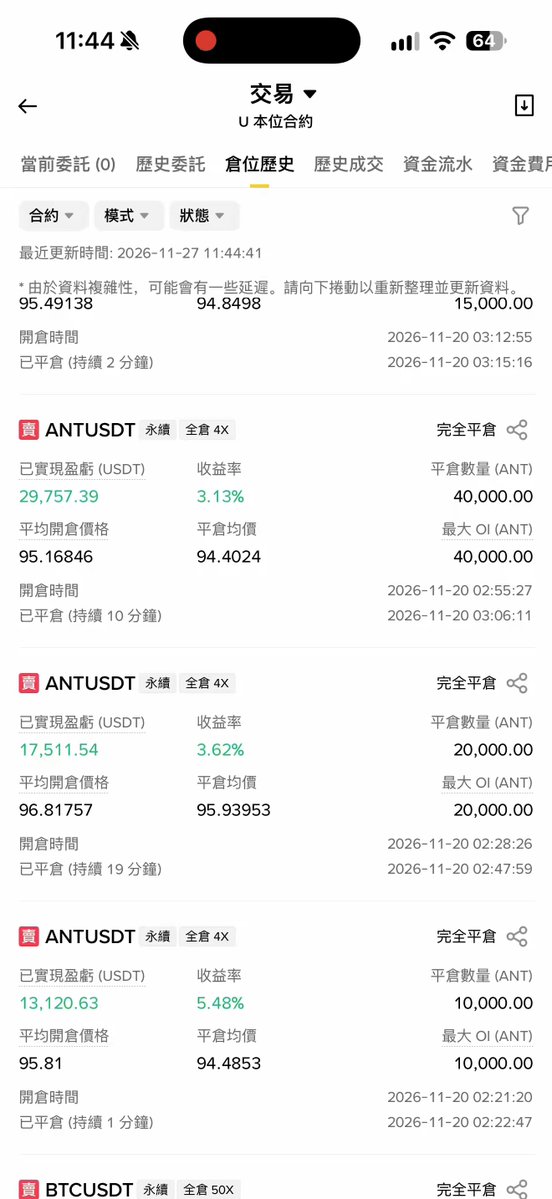 11:44 64
交易
U 本位合約
當前委託 (0) 歷史委託 倉位歷史 歷史成交 資金流水 資金費用
合約 模式 狀態
最近更新時間: 2026-11-27 11:44:41
* 由於資料複雜性，可能會有一些延遲。請向下捲動以重新整理並更新資料。
95.49138 94.8498 15,000.00
開倉時間 2026-11-20 03:12:55
已平倉 (持續 2 分鐘) 2026-11-20 03:15:16
賣 ANTUSDT 永續 全倉 4X 完全平倉
已實現盈虧 (USDT) 收益率 平倉數量 (ANT)
29,757.39 3.13% 40,000.00
平均開倉價格 平倉均價 最大 OI (ANT)
95.16846 94.4024 40,000.00
開倉時間 2026-11-20 02:55:27
已平倉 (持續 10 分鐘) 2026-11-20 03:06:11
賣 ANTUSDT 永續 全倉 4X 完全平倉
已實現盈虧 (USDT) 收益率 平倉數量 (ANT)
17,511.54 3.62% 20,000.00
平均開倉價格 平倉均價 最大 OI (ANT)
96.81757 95.93953 20,000.00
開倉時間 2026-11-20 02:28:26
已平倉 (持續 19 分鐘) 2026-11-20 02:47:59
賣 ANTUSDT 永續 全倉 4X 完全平倉
已實現盈虧 (USDT) 收益率 平倉數量 (ANT)
13,120.63 5.48% 10,000.00
平均開倉價格 平倉均價 最大 OI (ANT)
95.81 94.4853 10,000.00
開倉時間 2026-11-20 02:21:20
已平倉 (持續 1 分鐘) 2026-11-20 02:22:47
賣 BTCUSDT 永續 全倉 50X 完全平倉